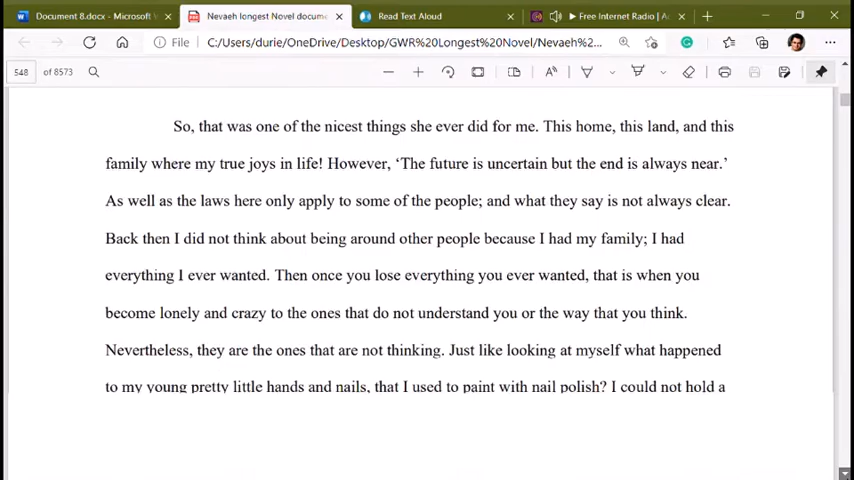 Document 8.docx - Microsoft W
Nevaeh longest Novel docume
Read Text Aloud
Free Internet Radio | A
File
C:/Users/durie/OneDrive/Desktop/GWR%20Longest%20Novel/Nevaeh%2...
548 of 8573
So, that was one of the nicest things she ever did for me. This home, this land, and this
family where my true joys in life! However, ‘The future is uncertain but the end is always near.’
As well as the laws here only apply to some of the people; and what they say is not always clear.
Back then I did not think about being around other people because I had my family; I had
everything I ever wanted. Then once you lose everything you ever wanted, that is when you
become lonely and crazy to the ones that do not understand you or the way that you think.
Nevertheless, they are the ones that are not thinking. Just like looking at myself what happened
to my young pretty little hands and nails, that I used to paint with nail polish? I could not hold a